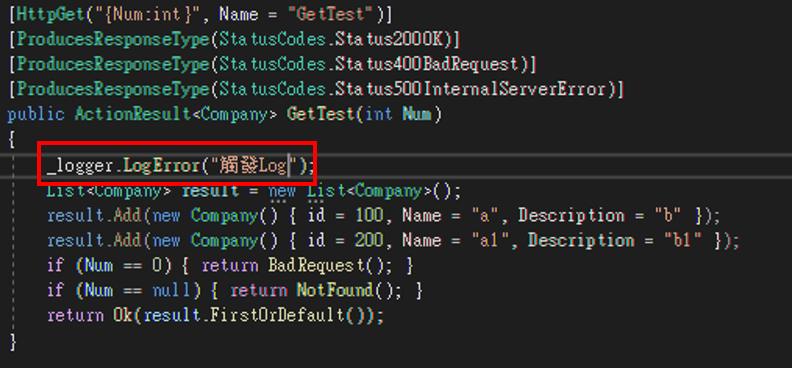 [HttpGet("{Num:int}", Name = "GetTest")]
[ProducesResponseType(StatusCodes.Status200OK)]
[ProducesResponseType(StatusCodes.Status400BadRequest)]
[ProducesResponseType(StatusCodes.Status500InternalServerError)]
public ActionResult<Company> GetTest(int Num)
{
_logger.LogError("觸發Log");
List<Company> result = new List<Company>();
result.Add(new Company() { id = 100, Name = "a", Description = "b" });
result.Add(new Company() { id = 200, Name = "a1", Description = "b1" });
if (Num == 0) { return BadRequest(); }
if (Num == null) { return NotFound(); }
return Ok(result.FirstOrDefault());
}